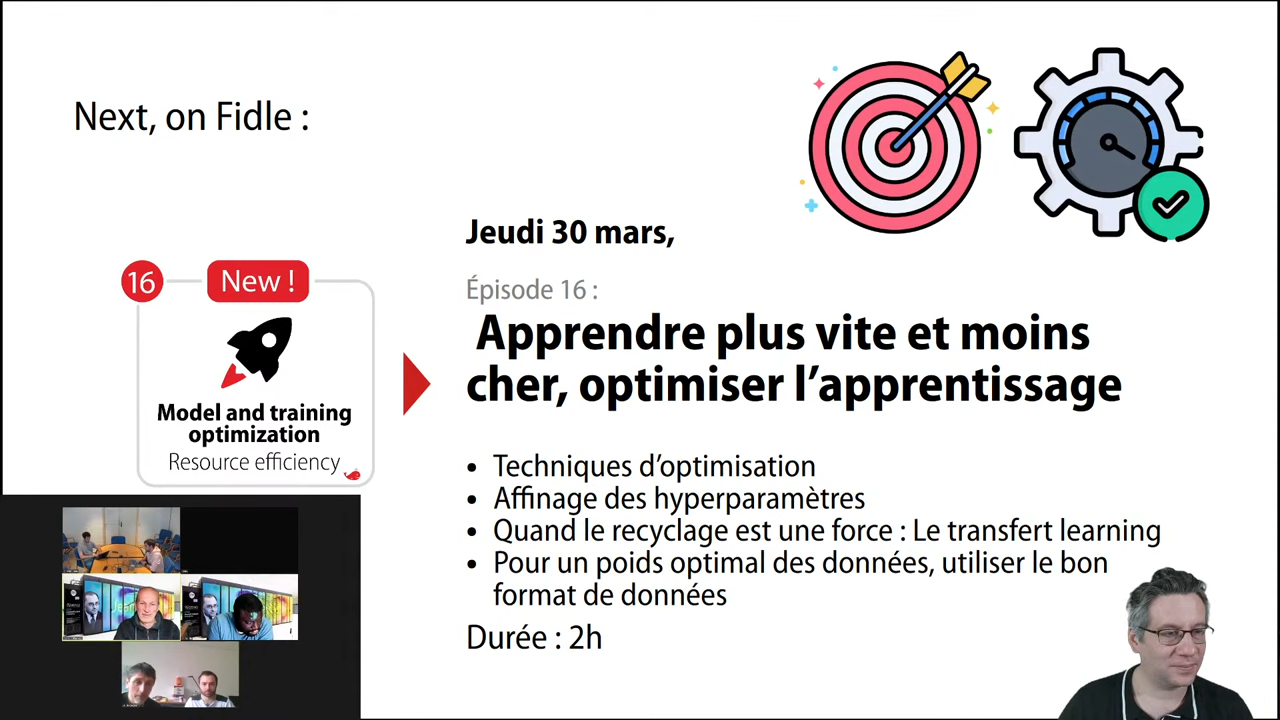 Next, on Fidle :
Jeudi 30 mars,
16
New !
Épisode 16 :
Apprendre plus vite et moins
cher, optimiser l’apprentissage
Model and training
optimization
Resource efficiency
• Techniques d’optimisation
• Affinage des hyperparamètres
• Quand le recyclage est une force : Le transfert learning
• Pour un poids optimal des données, utiliser le bon
format de données
Durée : 2h